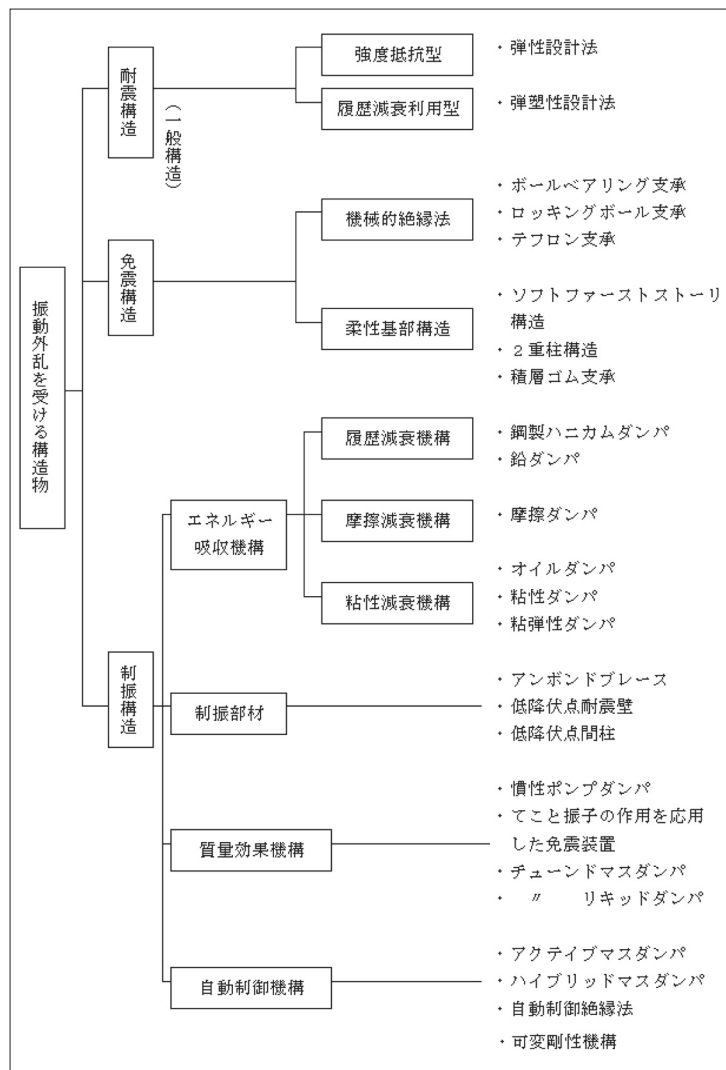 振動外乱を受ける構造物
耐震構造
（一般構造）
強度抵抗型
・弾性設計法
履歴減衰利用型
・弾塑性設計法
免震構造
機械的絶縁法
・ボールベアリング支承
・ロッキングボール支承
・テフロン支承
柔性基部構造
・ソフトファーストストーリ
構造
・２重柱構造
・積層ゴム支承
制振構造
エネルギー
吸収機構
履歴減衰機構
・鋼製ハニカムダンパ
・鉛ダンパ
摩擦減衰機構
・摩擦ダンパ
粘性減衰機構
・オイルダンパ
・粘性ダンパ
・粘弾性ダンパ
制振部材
・アンボンドブレース
・低降伏点耐震壁
・低降伏点間柱
質量効果機構
・慣性ポンプダンパ
・てこと振子の作用を応用
した免震装置
・チューンドマスダンパ
・　〃　　リキッドダンパ
自動制御機構
・アクテイブマスダンパ
・ハイブリッドマスダンパ
・自動制御絶縁法
・可変剛性機構